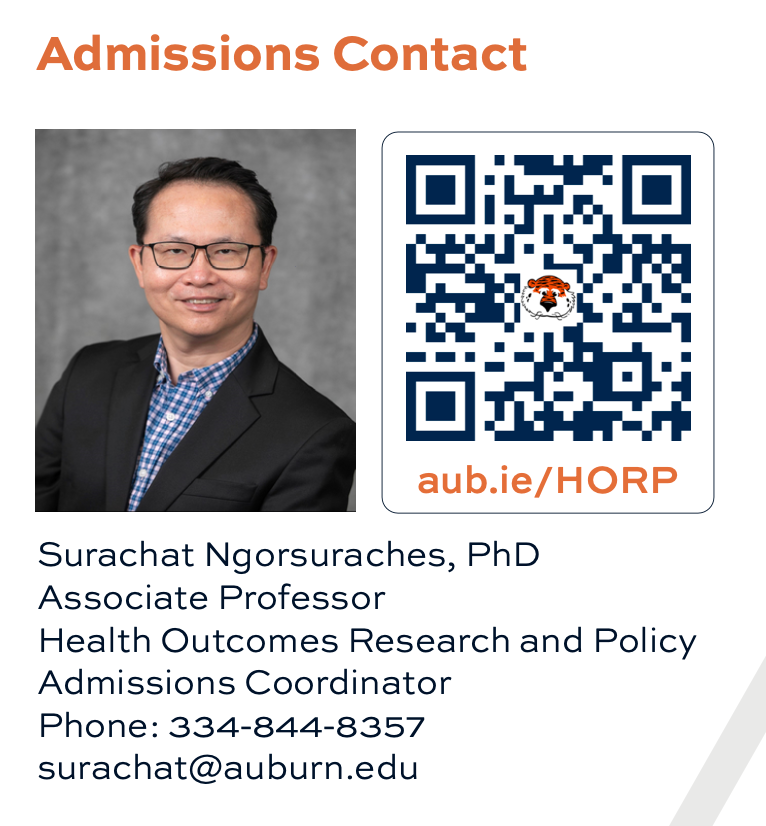 Admissions Contact
aub.ie/HORP
Surachat Ngorsuraches, PhD
Associate Professor
Health Outcomes Research and Policy
Admissions Coordinator
Phone: 334-844-8357
surachat@auburn.edu